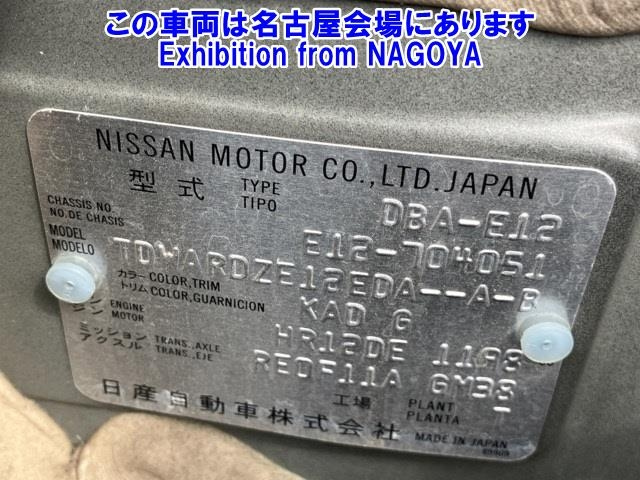 この車両は名古屋会場にあります
Exhibition from NAGOYA
NISSAN MOTOR CO.,LTD.JAPAN
型式 TYPE TIPO DBA-E12
CHASSIS NO. NO.DE CHASIS E12-704051
MODEL MODELO TDWARDZE12EDA--A-B
カラー COLOR,TRIM トリム COLOR,GUARNICION KAD G
ENGINE MOTOR HR12DE 1198
ミッション TRANS.,AXLE アクスル TRANS.,EJE RE0F11A GM38
工場 PLANT PLANTA
日産自動車株式会社 MADE IN JAPAN